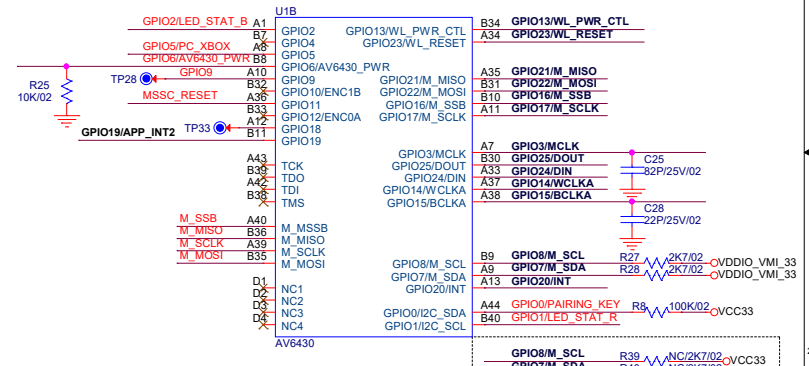 U1B
GPIO2/LED_STAT_B A1 GPIO2 GPIO13/WL_PWR_CTL B34 GPIO13/WL_PWR_CTL
B7 GPIO4 GPIO23/WL_RESET A34 GPIO23/WL_RESET
GPIO5/PC_XBOX A8 GPIO5
GPIO6/AV6430_PWR B8 GPIO6/AV6430_PWR
TP28 GPIO9 A10 GPIO9 GPIO21/M_MISO A35 GPIO21/M_MISO
R25 B32 GPIO10/ENC1B GPIO22/M_MOSI B31 GPIO22/M_MOSI
10K/02 MSSC_RESET A36 GPIO11 GPIO16/M_SSB B10 GPIO16/M_SSB
B33 GPIO12/ENC0A GPIO17/M_SCLK A11 GPIO17/M_SCLK
TP33 A12 GPIO18
GPIO19/APP_INT2 B11 GPIO19
GPIO3/MCLK A7 GPIO3/MCLK
A43 TCK GPIO25/DOUT B30 GPIO25/DOUT C25
B39 TDO GPIO24/DIN A33 GPIO24/DIN 82P/25V/02
A42 TDI GPIO14/WCLKA A37 GPIO14/WCLKA
B38 TMS GPIO15/BCLKA A38 GPIO15/BCLKA
C28
22P/25V/02
M_SSB A40 M_MSSB
M_MISO B36 M_MISO
M_SCLK A39 M_SCLK
M_MOSI B35 M_MOSI GPIO8/M_SCL B9 GPIO8/M_SCL R27 2K7/02 VDDIO_VMI_33
GPIO7/M_SDA A9 GPIO7/M_SDA R28 2K7/02 VDDIO_VMI_33
D1 NC1 GPIO20/INT A13 GPIO20/INT
D2 NC2
D3 NC3 GPIO0/I2C_SDA A44 GPIO0/PAIRING_KEY R8 100K/02 VCC33
D4 NC4 GPIO1/I2C_SCL B40 GPIO1/LED_STAT_R
AV6430
GPIO8/M_SCL R39 NC/2K7/02 VCC33
GPIO7/M_SDA